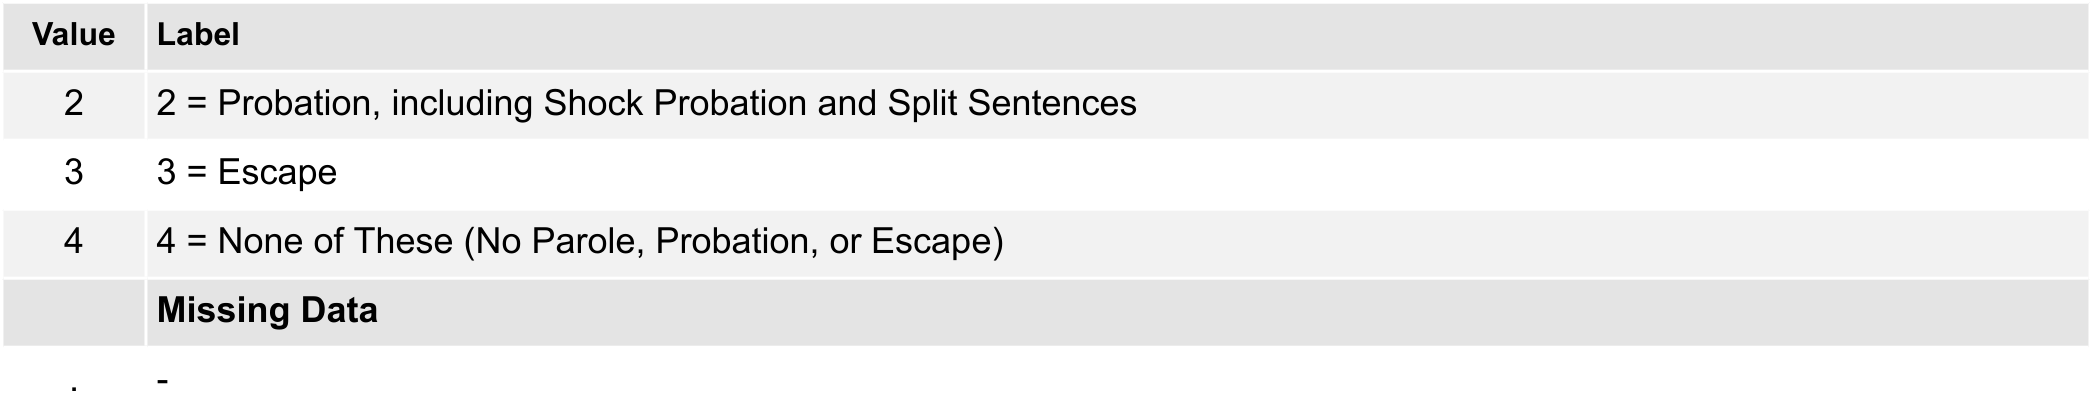 Value Label
2 2 = Probation, including Shock Probation and Split Sentences
3 3 = Escape
4 4 = None of These (No Parole, Probation, or Escape)
Missing Data
. -